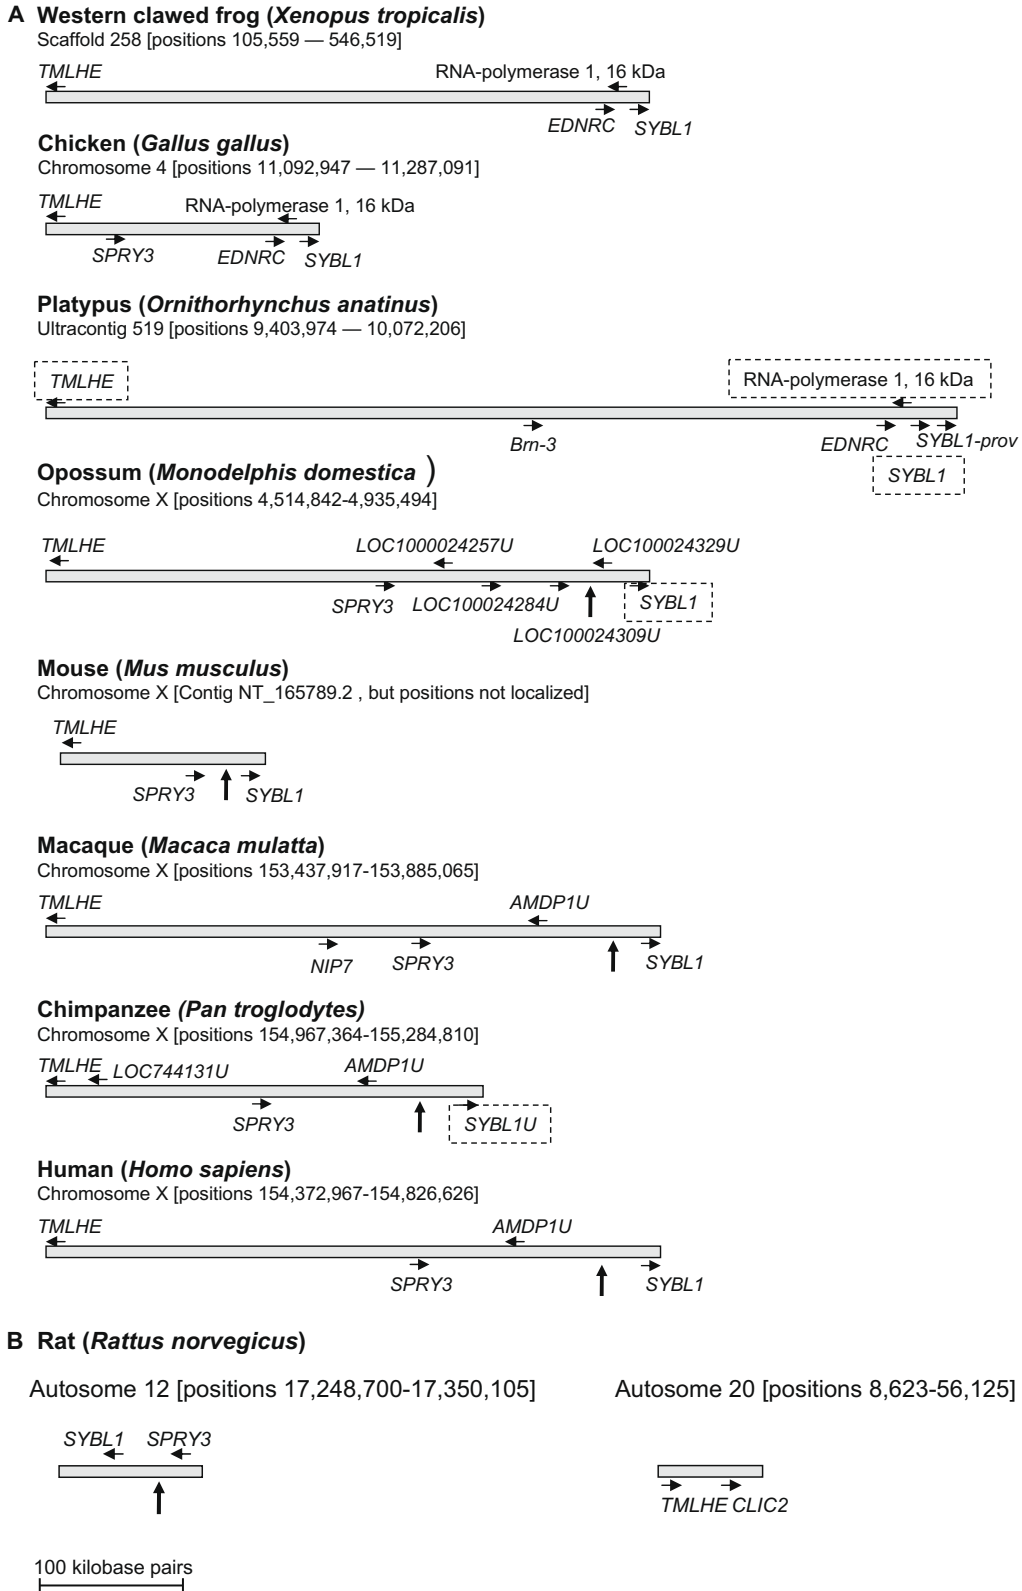 A Western clawed frog (Xenopus tropicalis)
Scaffold 258 [positions 105,559 — 546,519]
TMLHE RNA-polymerase 1, 16 kDa
EDNRC SYBL1
Chicken (Gallus gallus)
Chromosome 4 [positions 11,092,947 — 11,287,091]
TMLHE RNA-polymerase 1, 16 kDa
SPRY3 EDNRC SYBL1
Platypus (Ornithorhynchus anatinus)
Ultracontig 519 [positions 9,403,974 — 10,072,206]
TMLHE RNA-polymerase 1, 16 kDa
Brn-3 EDNRC SYBL1-prov
SYBL1
Opossum (Monodelphis domestica )
Chromosome X [positions 4,514,842-4,935,494]
TMLHE LOC1000024257U LOC100024329U
SPRY3 LOC100024284U SYBL1
LOC100024309U
Mouse (Mus musculus)
Chromosome X [Contig NT_165789.2 , but positions not localized]
TMLHE
SPRY3 SYBL1
Macaque (Macaca mulatta)
Chromosome X [positions 153,437,917-153,885,065]
TMLHE AMDP1U
NIP7 SPRY3 SYBL1
Chimpanzee (Pan troglodytes)
Chromosome X [positions 154,967,364-155,284,810]
TMLHE LOC744131U AMDP1U
SPRY3 SYBL1U
Human (Homo sapiens)
Chromosome X [positions 154,372,967-154,826,626]
TMLHE AMDP1U
SPRY3 SYBL1
B Rat (Rattus norvegicus)
Autosome 12 [positions 17,248,700-17,350,105] Autosome 20 [positions 8,623-56,125]
SYBL1 SPRY3
TMLHE CLIC2
100 kilobase pairs